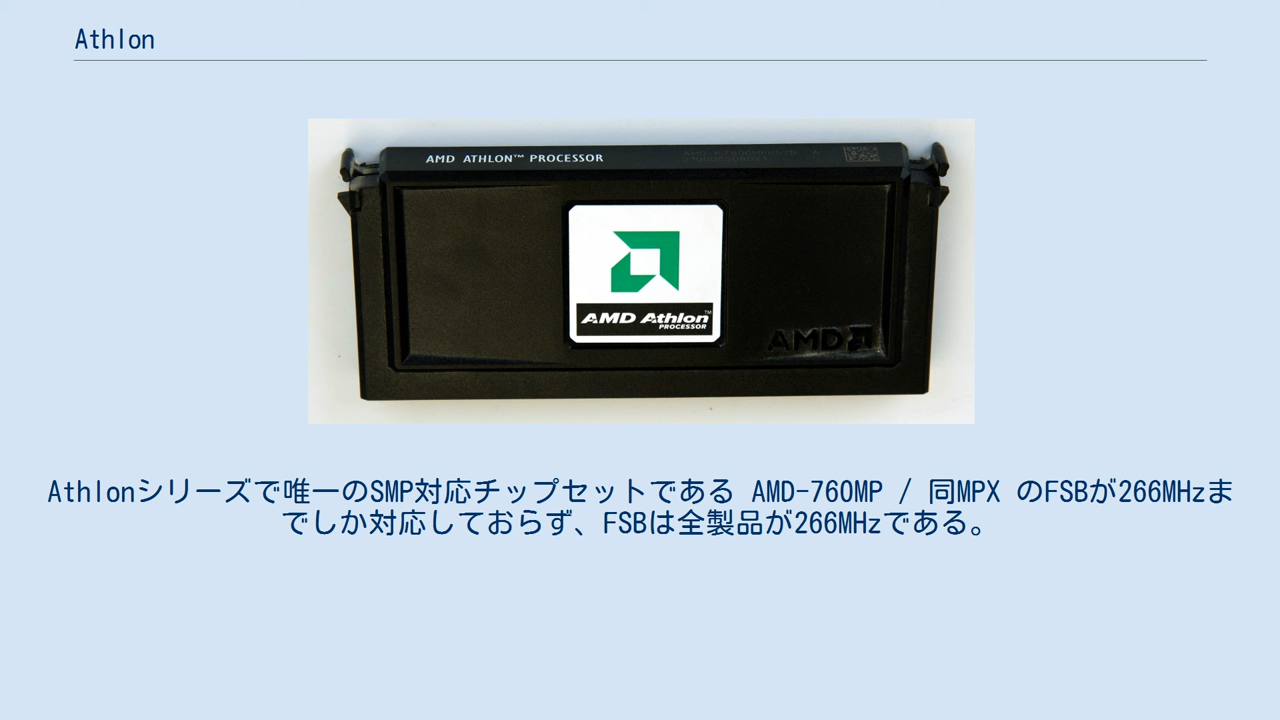 Athlon
AMD ATHLON™ PROCESSOR
AMD Athlon™
PROCESSOR
AMD
Athlonシリーズで唯一のSMP対応チップセットである AMD-760MP / 同MPX のFSBが266MHzま
でしか対応しておらず、FSBは全製品が266MHzである。